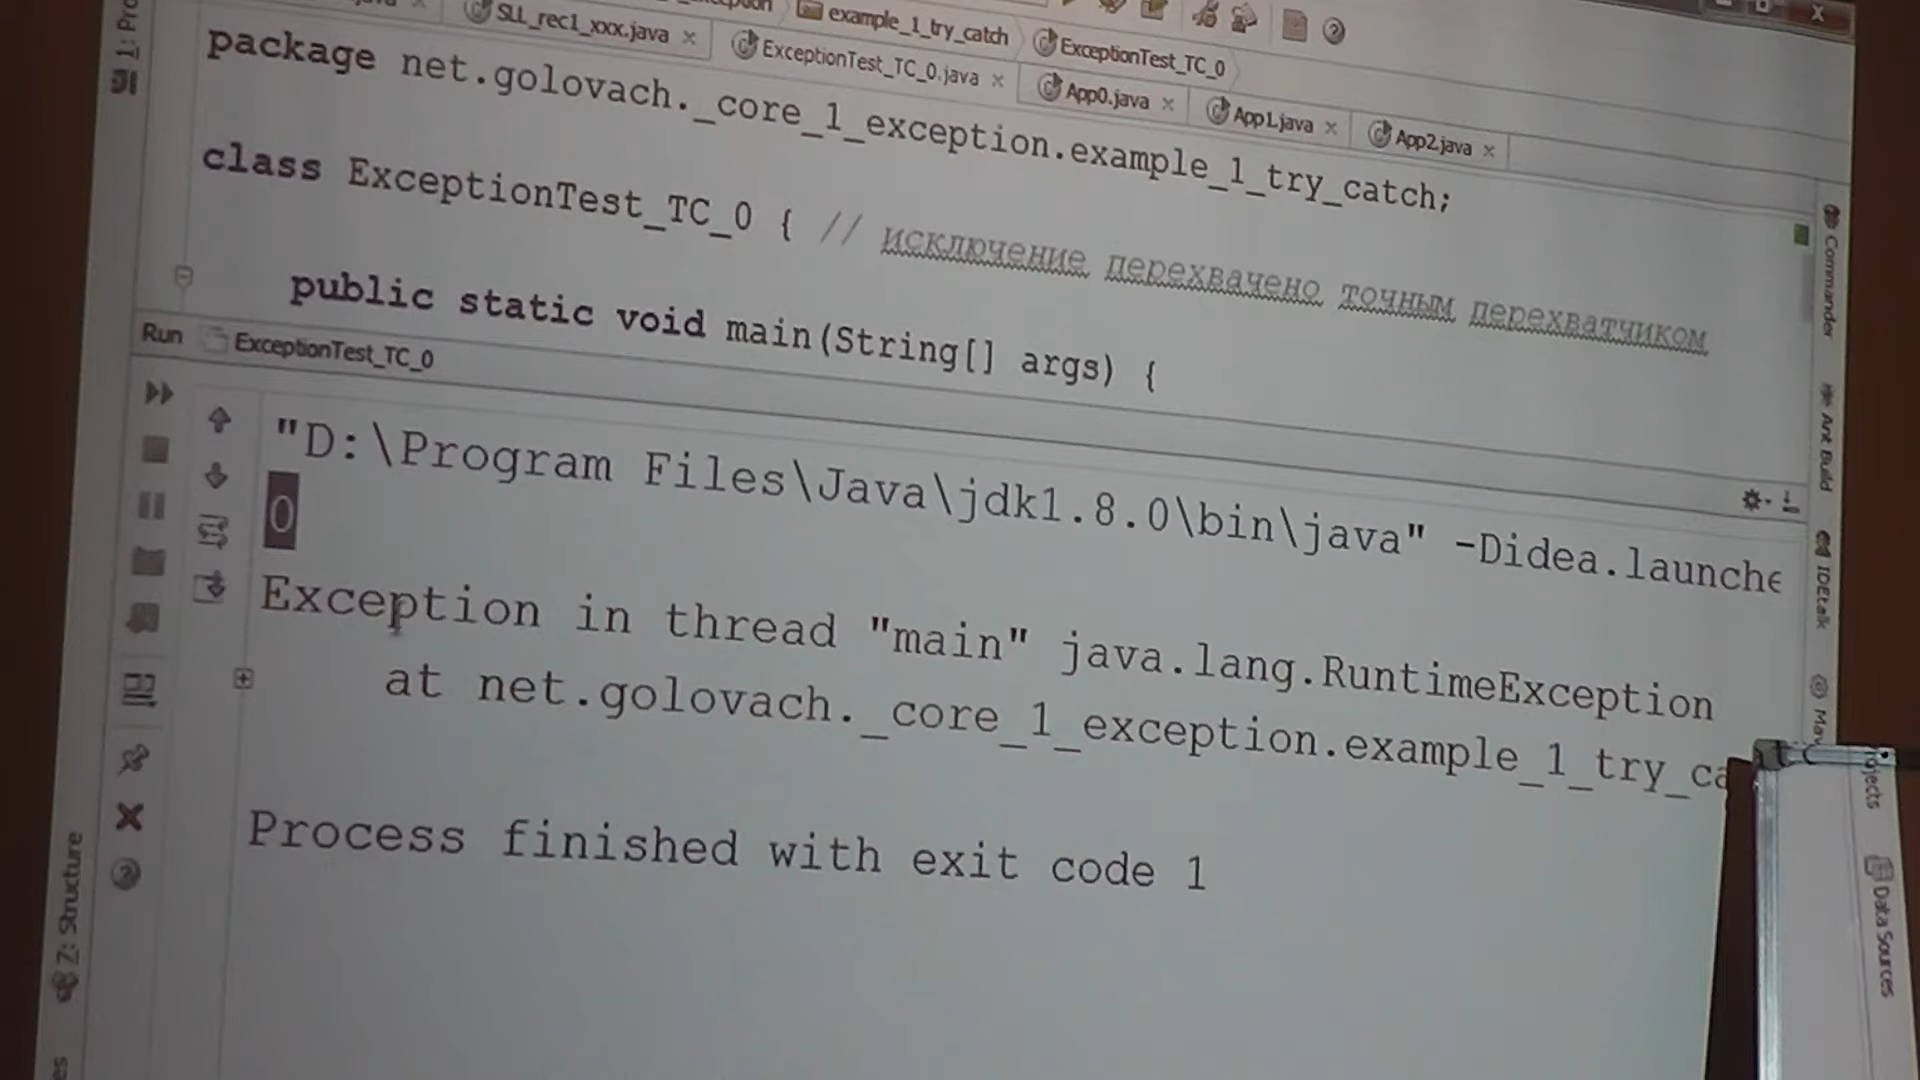 example_1_try_catch
ExceptionTest_TC_0
SLL_rec1_xxx.java
ExceptionTest_TC_0.java
App0.java
App1.java
App2.java
package net.golovach._core_1_exception.example_1_try_catch;
class ExceptionTest_TC_0 { // исключение перехвачено точным перехватчиком
public static void main(String[] args) {
Run ExceptionTest_TC_0
"D:\Program Files\Java\jdk1.8.0\bin\java" -Didea.launche
0
Exception in thread "main" java.lang.RuntimeException
at net.golovach._core_1_exception.example_1_try_ca
Process finished with exit code 1
Z: Structure
Commander
Ant Build
IDEtalk
Data Sources